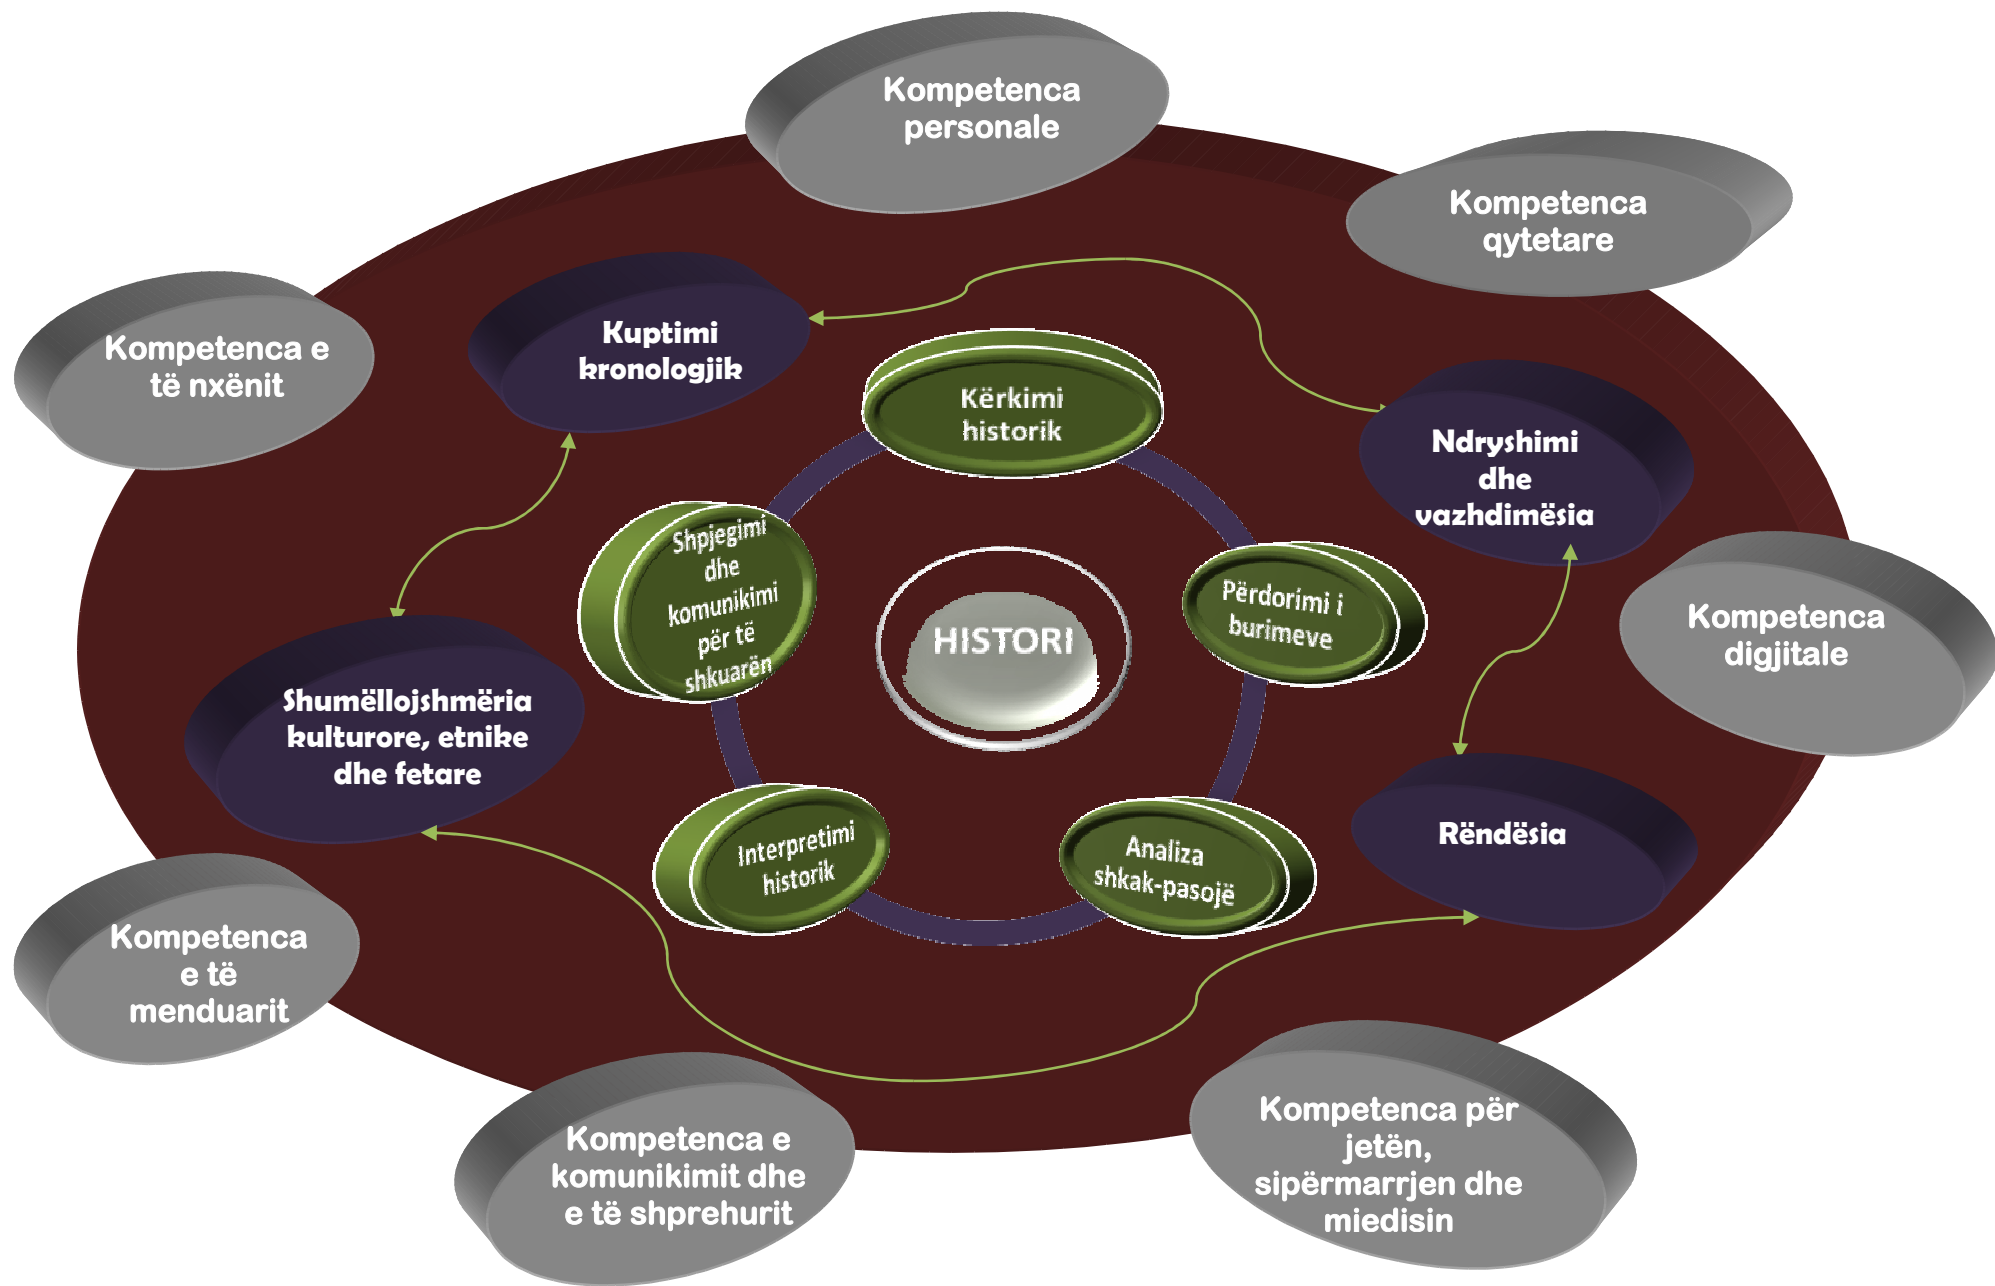 Kompetenca
personale
Kompetenca
qytetare
Kompetenca e
të nxënit
Kuptimi
kronologjik
Kërkimi
historik
Ndryshimi
dhe
vazhdimësia
Shpjegimi
dhe
komunikimi
për të
shkuarën
Përdorimi i
burimeve
HISTORI
Kompetenca
digjitale
Shumëllojshmëria
kulturore, etnike
dhe fetare
Interpretimi
historik
Analiza
shkak-pasojë
Rëndësia
Kompetenca
e të
menduarit
Kompetenca e
komunikimit dhe
e të shprehurit
Kompetenca për
jetën,
sipërmarrjen dhe
miedisin